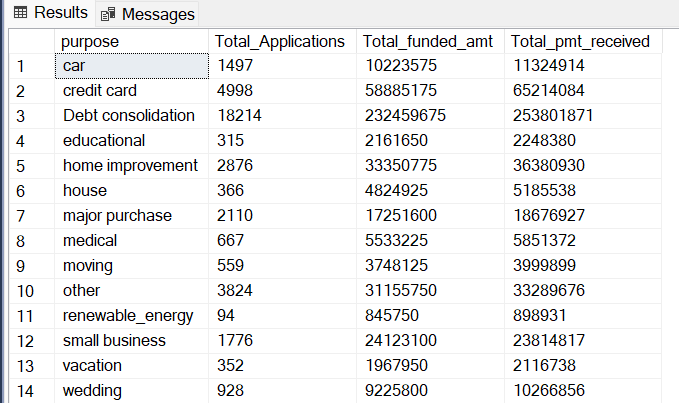 Results Messages
purpose Total_Applications Total_funded_amt Total_pmt_received
1 car 1497 10223575 11324914
2 credit card 4998 58885175 65214084
3 Debt consolidation 18214 232459675 253801871
4 educational 315 2161650 2248380
5 home improvement 2876 33350775 36380930
6 house 366 4824925 5185538
7 major purchase 2110 17251600 18676927
8 medical 667 5533225 5851372
9 moving 559 3748125 3999899
10 other 3824 31155750 33289676
11 renewable_energy 94 845750 898931
12 small business 1776 24123100 23814817
13 vacation 352 1967950 2116738
14 wedding 928 9225800 10266856